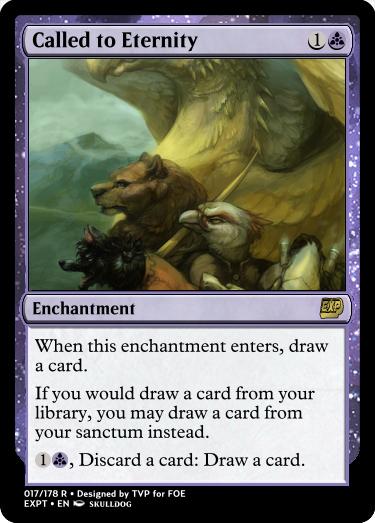 Called to Eternity 1
Enchantment EXP
When this enchantment enters, draw
a card.
If you would draw a card from your
library, you may draw a card from
your sanctum instead.
1, Discard a card: Draw a card.
017/178 R • Designed by TVP for FOE
EXPT • EN SKULLDOG